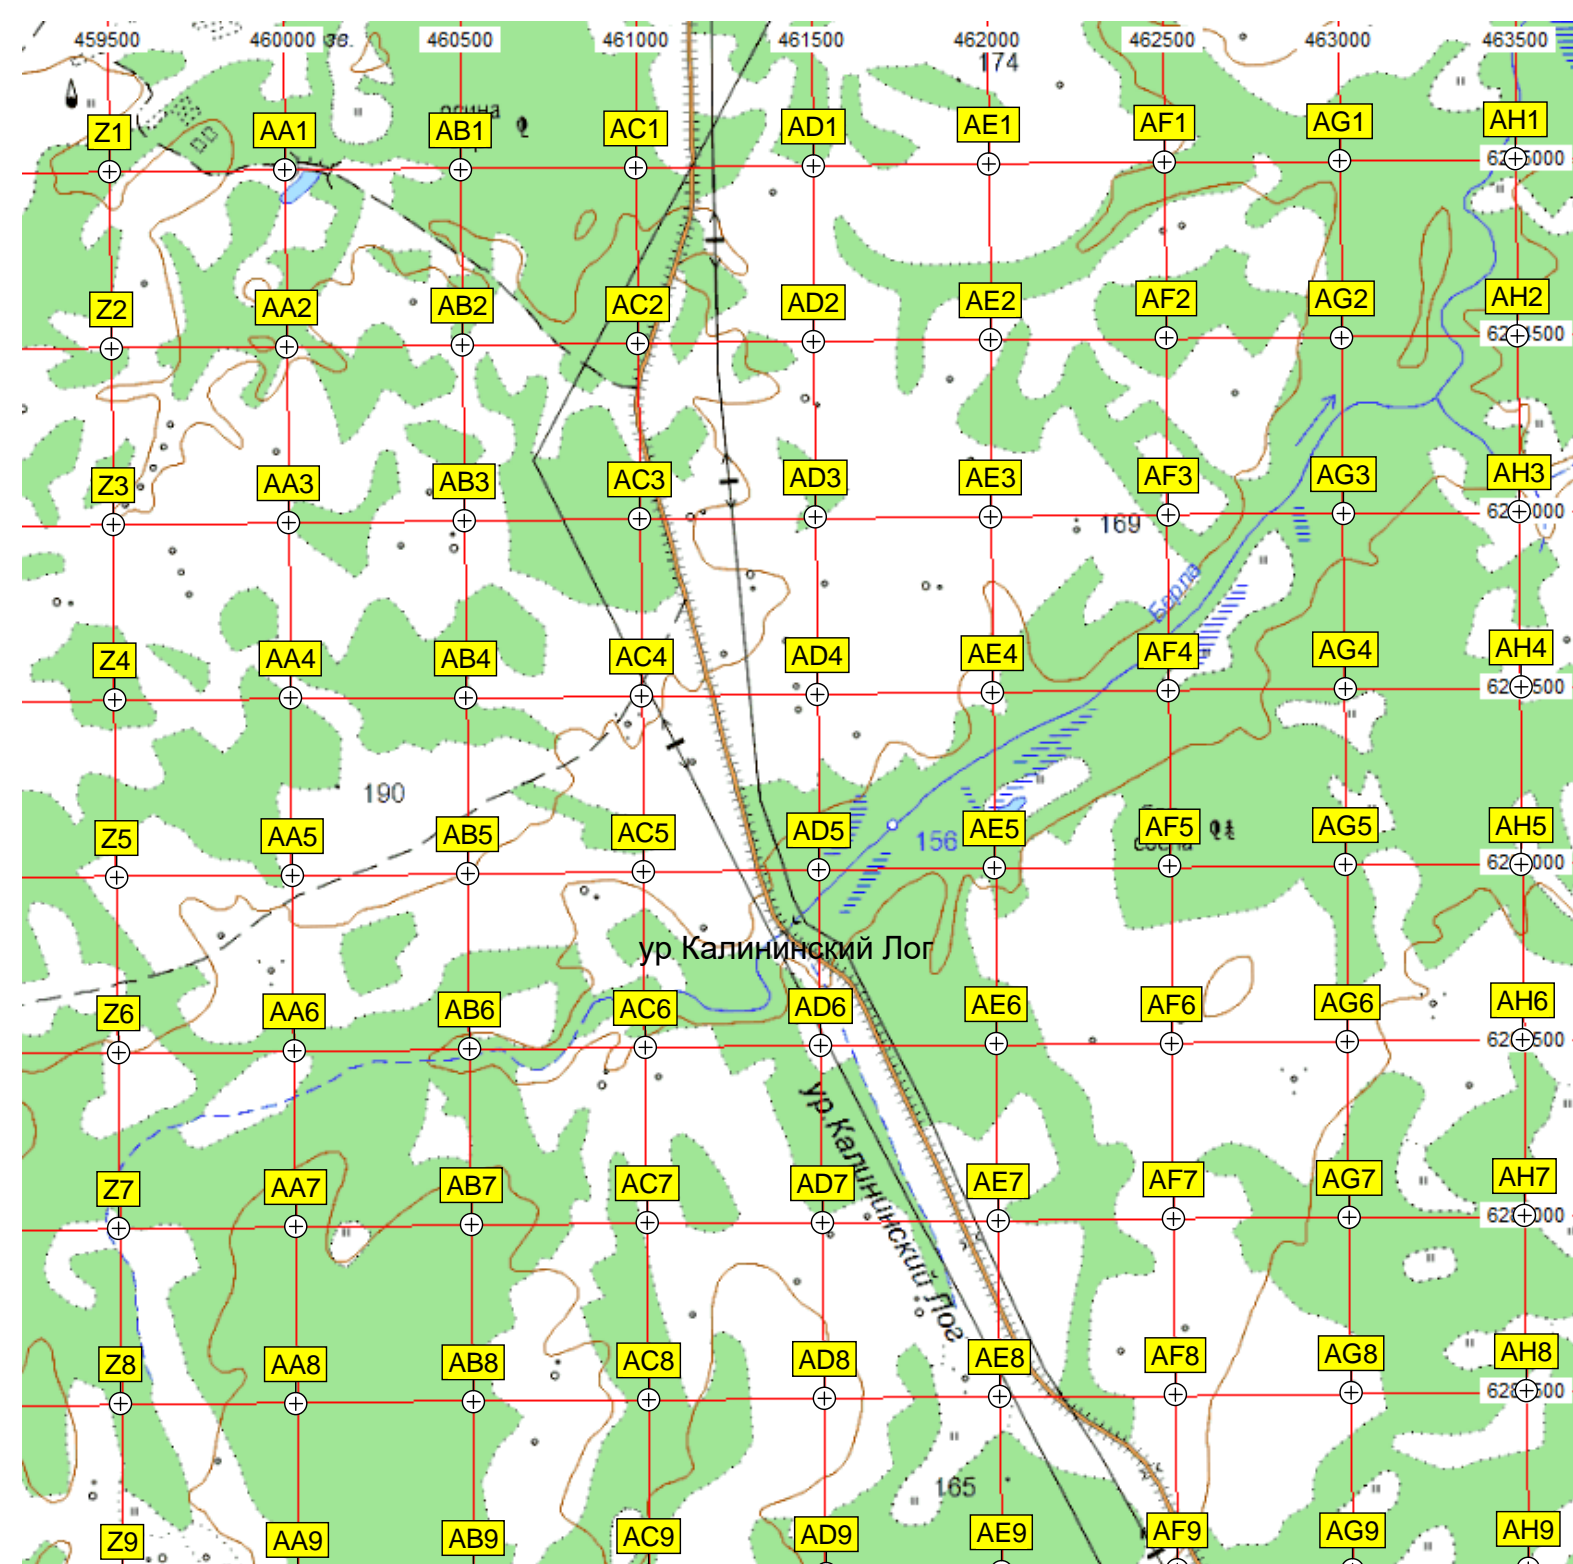 459500 460000 зв. 460500 461000 461500 462000 462500 463000 463500
174
Z1 AA1 AB1 AC1 AD1 AE1 AF1 AG1 AH1
Z2 AA2 AB2 AC2 AD2 AE2 AF2 AG2 AH2
Z3 AA3 AB3 AC3 AD3 AE3 AF3 AG3 AH3
169
Барла
Z4 AA4 AB4 AC4 AD4 AE4 AF4 AG4 AH4
190
Z5 AA5 AB5 AC5 AD5 156 AE5 AF5 AG5 AH5
ур Калининский Лог
Z6 AA6 AB6 AC6 AD6 AE6 AF6 AG6 AH6
ур.Калининский Лог
Z7 AA7 AB7 AC7 AD7 AE7 AF7 AG7 AH7
Z8 AA8 AB8 AC8 AD8 AE8 AF8 AG8 AH8
165
Z9 AA9 AB9 AC9 AD9 AE9 AF9 AG9 AH9